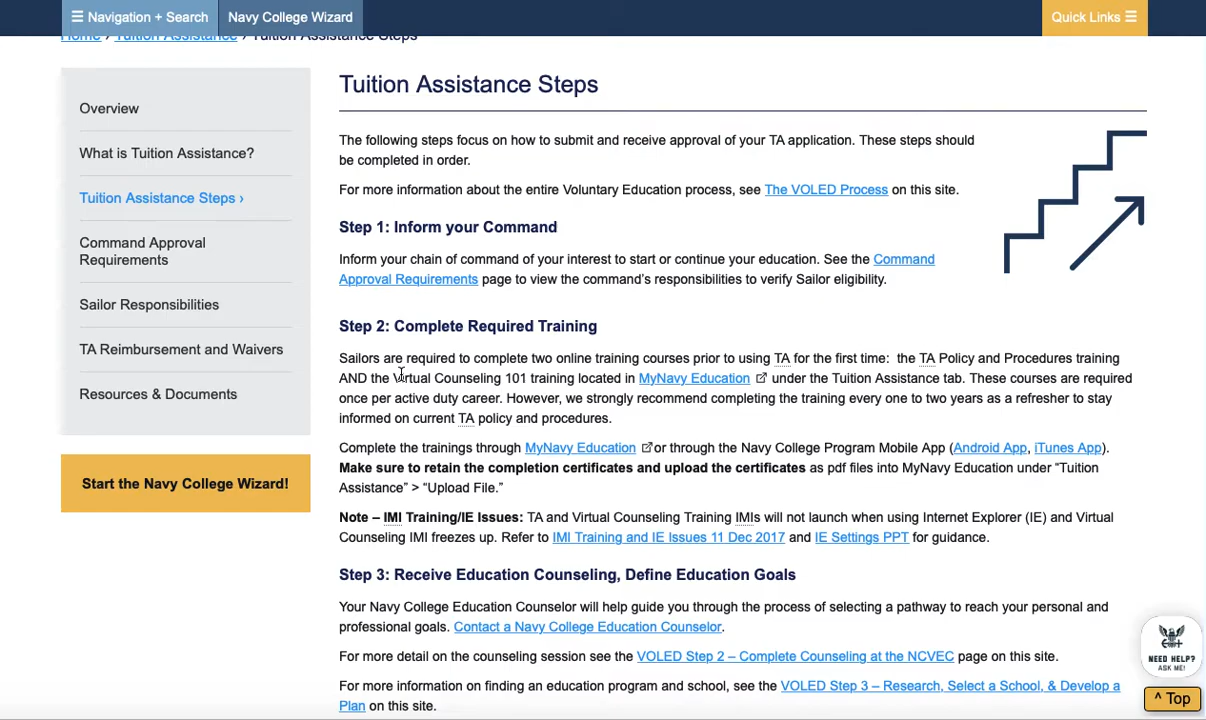 ☰ Navigation + Search
Navy College Wizard
Quick Links ☰
Home › Tuition Assistance › Tuition Assistance Steps
Overview
What is Tuition Assistance?
Tuition Assistance Steps ›
Command Approval
Requirements
Sailor Responsibilities
TA Reimbursement and Waivers
Resources & Documents
Start the Navy College Wizard!
Tuition Assistance Steps
The following steps focus on how to submit and receive approval of your TA application. These steps should
be completed in order.
For more information about the entire Voluntary Education process, see The VOLED Process on this site.
Step 1: Inform your Command
Inform your chain of command of your interest to start or continue your education. See the Command
Approval Requirements page to view the command's responsibilities to verify Sailor eligibility.
Step 2: Complete Required Training
Sailors are required to complete two online training courses prior to using TA for the first time:  the TA Policy and Procedures training
AND the Virtual Counseling 101 training located in MyNavy Education under the Tuition Assistance tab. These courses are required
once per active duty career. However, we strongly recommend completing the training every one to two years as a refresher to stay
informed on current TA policy and procedures.
Complete the trainings through MyNavy Education or through the Navy College Program Mobile App (Android App, iTunes App).
Make sure to retain the completion certificates and upload the certificates as pdf files into MyNavy Education under "Tuition
Assistance" > "Upload File."
Note – IMI Training/IE Issues: TA and Virtual Counseling Training IMIs will not launch when using Internet Explorer (IE) and Virtual
Counseling IMI freezes up. Refer to IMI Training and IE Issues 11 Dec 2017 and IE Settings PPT for guidance.
Step 3: Receive Education Counseling, Define Education Goals
Your Navy College Education Counselor will help guide you through the process of selecting a pathway to reach your personal and
professional goals. Contact a Navy College Education Counselor.
For more detail on the counseling session see the VOLED Step 2 – Complete Counseling at the NCVEC page on this site.
For more information on finding an education program and school, see the VOLED Step 3 – Research, Select a School, & Develop a
Plan on this site.
NEED HELP?
ASK ME!
^ Top